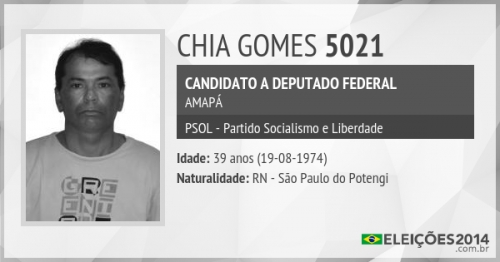 CHIA GOMES 5021
CANDIDATO A DEPUTADO FEDERAL
AMAPÁ
PSOL - Partido Socialismo e Liberdade
Idade: 39 anos (19-08-1974)
Naturalidade: RN - São Paulo do Potengi
ELEIÇÕES2014
.com.br